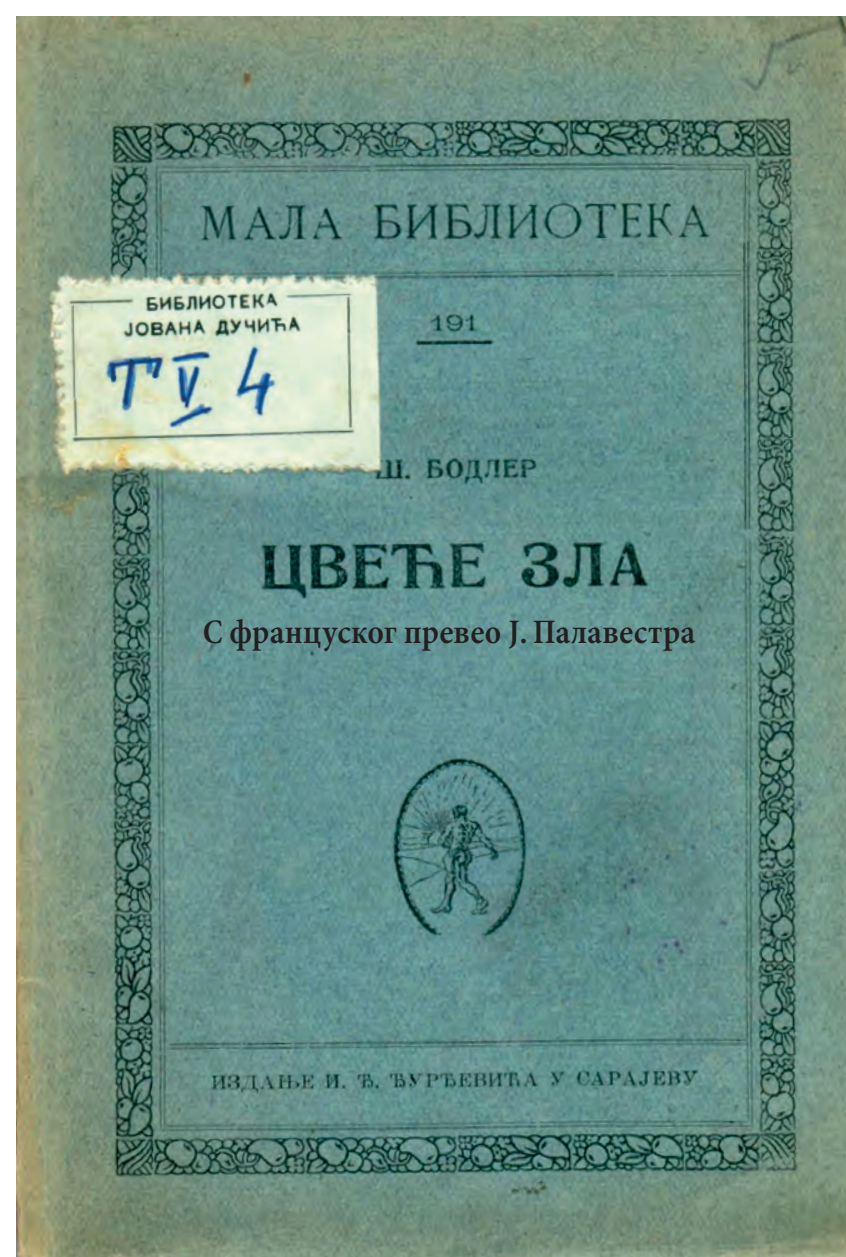 МАЛА БИБЛИОТЕКА
БИБЛИОТЕКА
ЈОВАНА ДУЧИЋА
T V 4
191
Ш. БОДЛЕР
ЦВЕЋЕ ЗЛА
С француског превео Ј. Палавестра
ИЗДАЊЕ И. Ђ. ЂУРЂЕВИЋА У САРАЈЕВУ